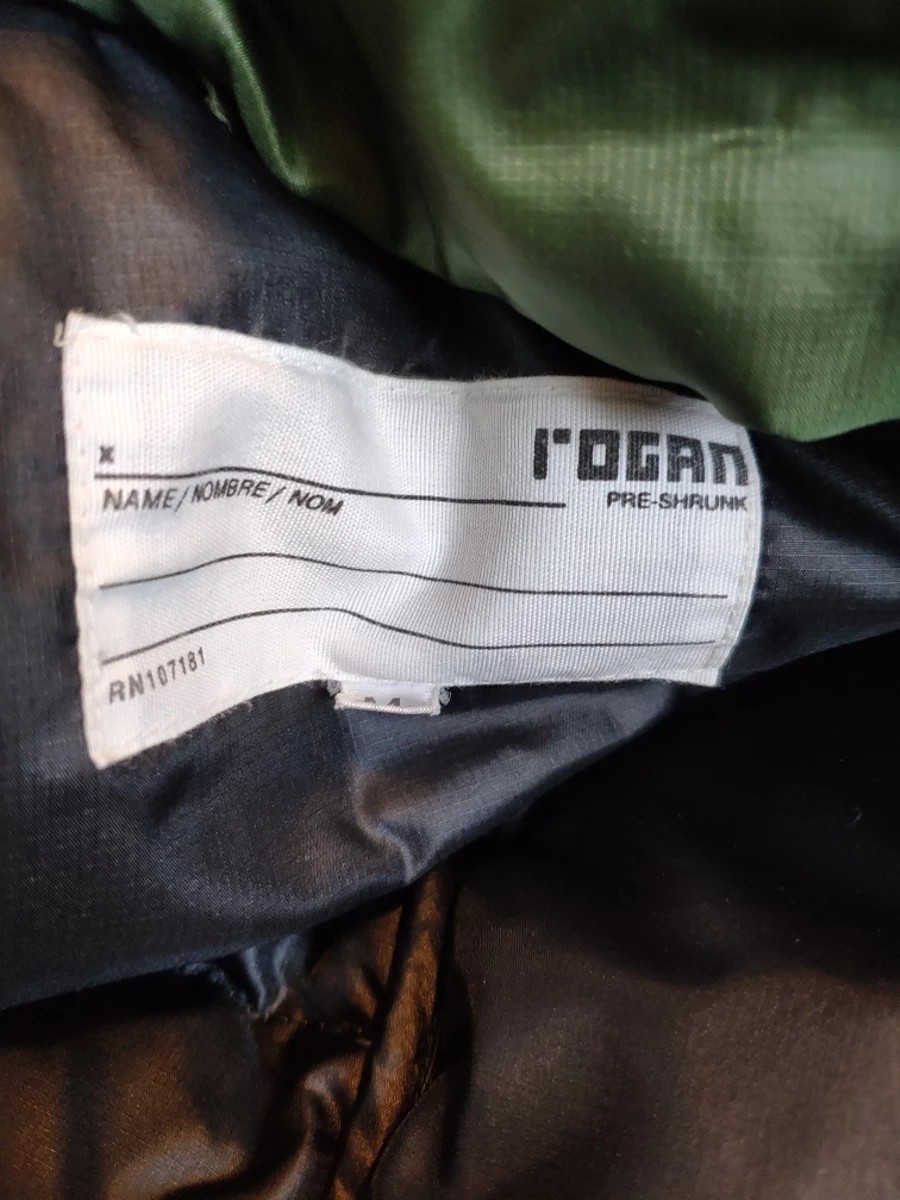 x
rogan
PRE-SHRUNK
NAME/NOMBRE/NOM
RN107181
M